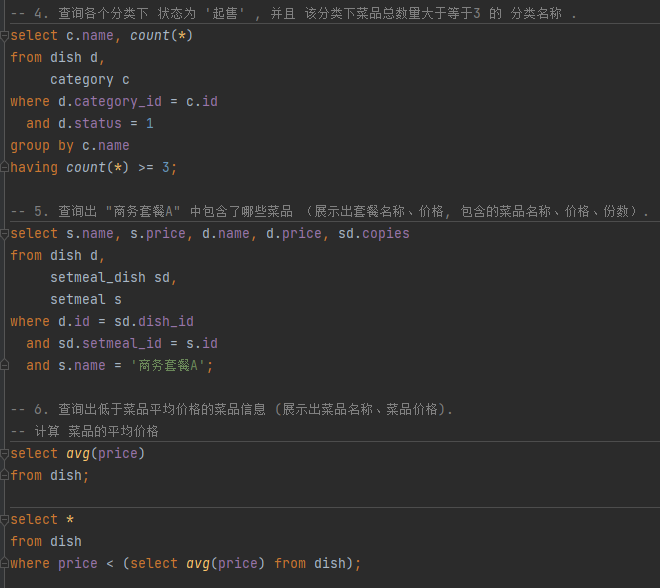 -- 4. 查询各个分类下 状态为 '起售' , 并且 该分类下菜品总数量大于等于3 的 分类名称 .
select c.name, count(*)
from dish d,
     category c
where d.category_id = c.id
  and d.status = 1
group by c.name
having count(*) >= 3;
-- 5. 查询出 "商务套餐A" 中包含了哪些菜品 （展示出套餐名称、价格, 包含的菜品名称、价格、份数）.
select s.name, s.price, d.name, d.price, sd.copies
from dish d,
     setmeal_dish sd,
     setmeal s
where d.id = sd.dish_id
  and sd.setmeal_id = s.id
  and s.name = '商务套餐A';
-- 6. 查询出低于菜品平均价格的菜品信息 (展示出菜品名称、菜品价格).
-- 计算 菜品的平均价格
select avg(price)
from dish;
select *
from dish
where price < (select avg(price) from dish);